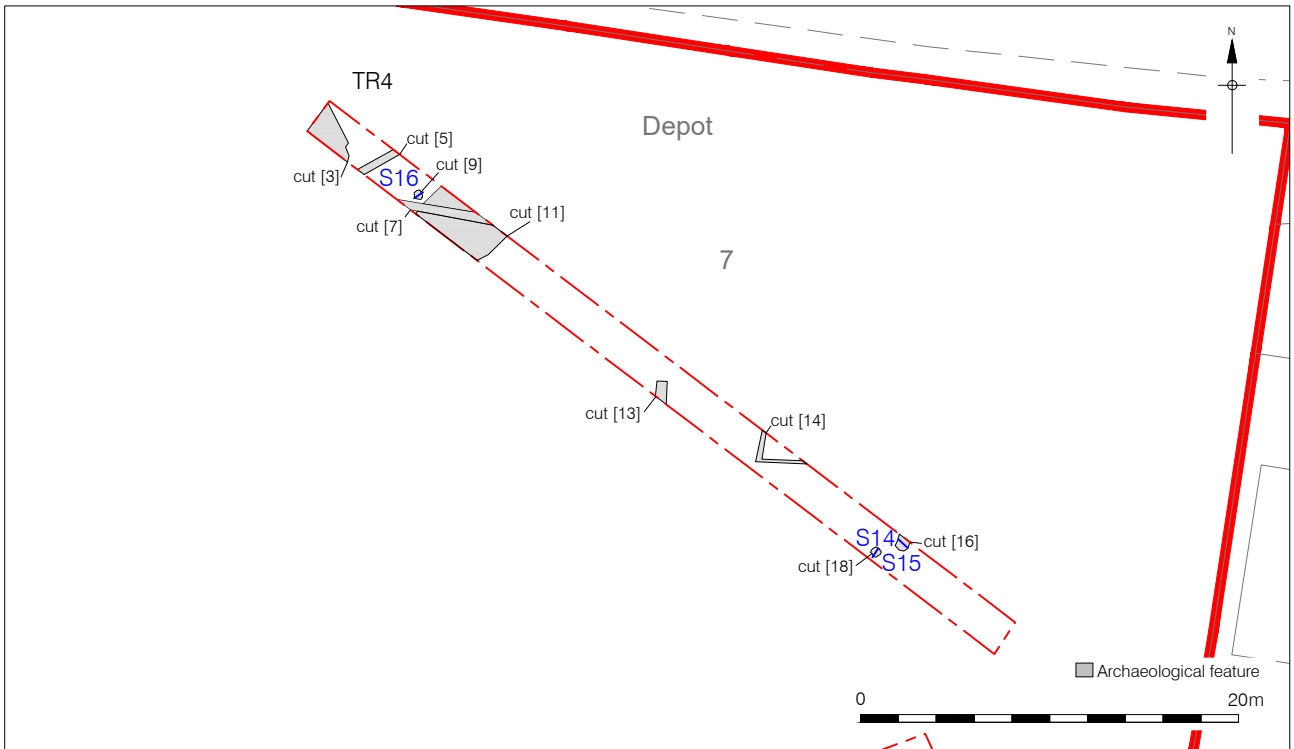 N
TR4
Depot
cut [5]
cut [9]
cut [3]
S16
cut [11]
cut [7]
7
cut [13]
cut [14]
S14
cut [16]
cut [18]
S15
Archaeological feature
0
20m